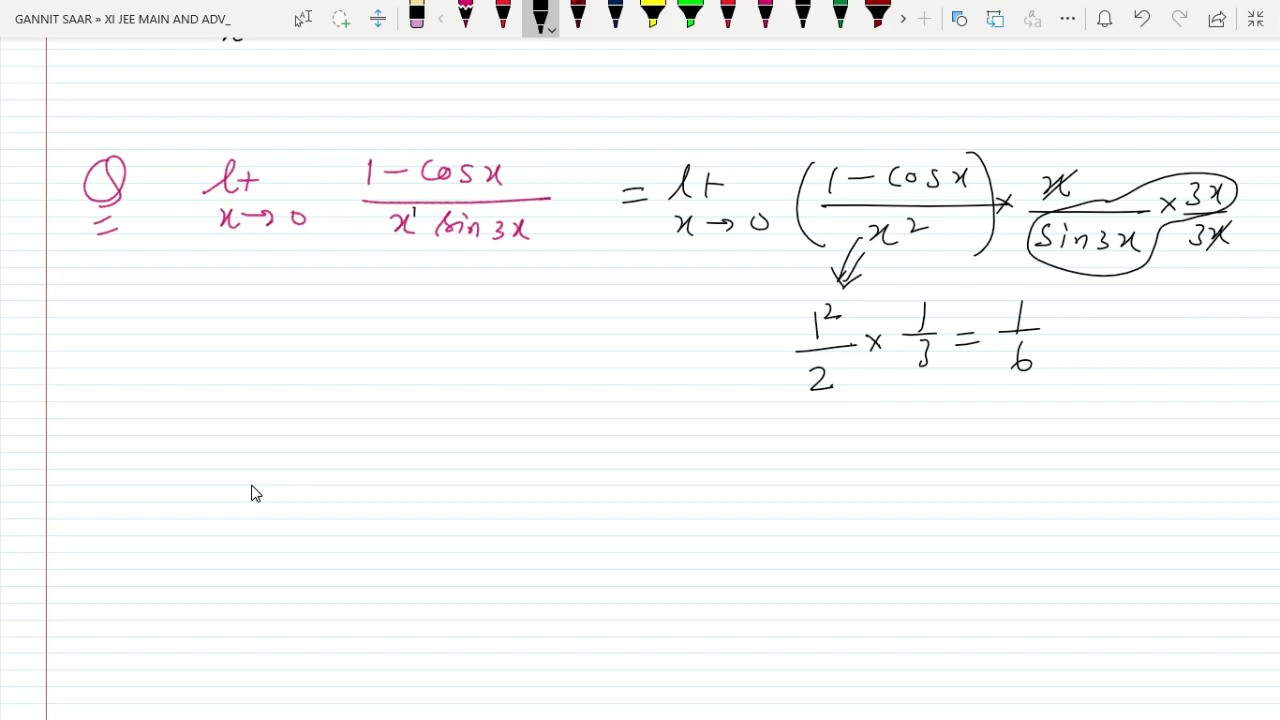 GANNIT SAAR » XI JEE MAIN AND ADV_
Q lt x→0 (1 - cos x)/(x¹ sin 3x) = lt x→0 ((1 - cos x)/x²) × x/(sin 3x) × 3x/3x
1²/2 × 1/3 = 1/6